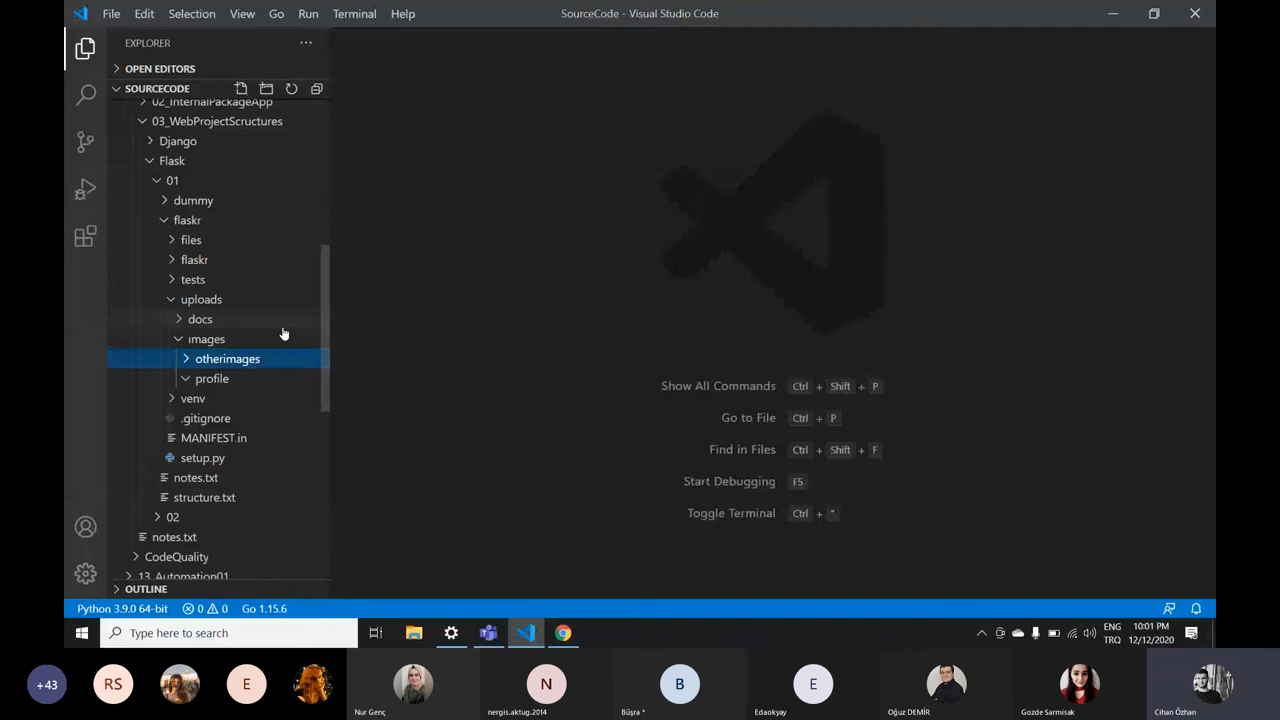 File Edit Selection View Go Run Terminal Help
SourceCode - Visual Studio Code
EXPLORER
OPEN EDITORS
SOURCECODE
02_InternalPackageApp
03_WebProjectScructures
Django
Flask
01
dummy
flaskr
files
flaskr
tests
uploads
docs
ımages
otherimages
profile
venv
.gitignore
MANIFEST.in
setup.py
notes.txt
structure.txt
02
notes.txt
CodeQuality
13_Automation01
OUTLINE
Show All Commands Ctrl + Shift + P
Go to File Ctrl + P
Find in Files Ctrl + Shift + F
Start Debugging F5
Toggle Terminal Ctrl + "
Python 3.9.0 64-bit 0 0 Go 1.15.6
Type here to search
ENG
TRQ
10:01 PM
12/12/2020
+43
RS
E
N
B
E
Nur Genç
nergis.aktug.2014
Büşra *
Edaokyay
Oğuz DEMİR
Gozde Sarmisak
Cihan Özhan